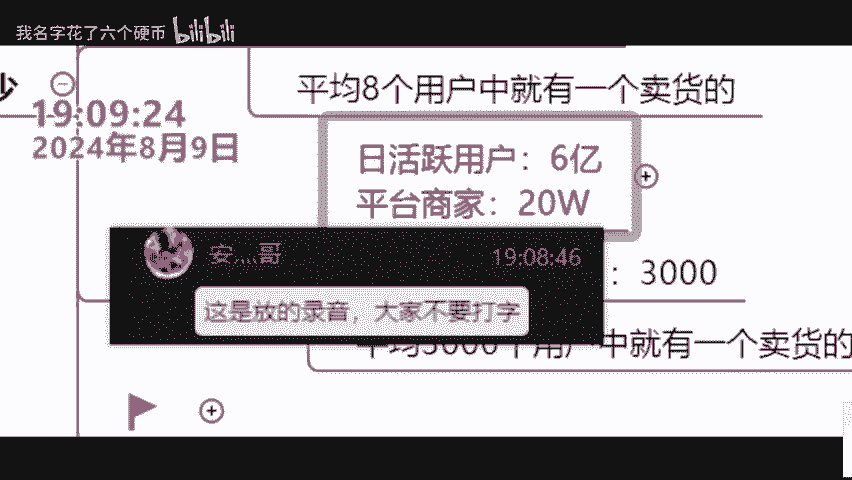 我名字花了六个硬币 bilibili
平均8个用户中就有一个卖货的
少
19:09:24
2024年8月9日
日活跃用户：6亿
平台商家：20W
安....哥 19:08:46
：3000
这是放的录音，大家不要打字
平均3000个用户中就有一个卖货的